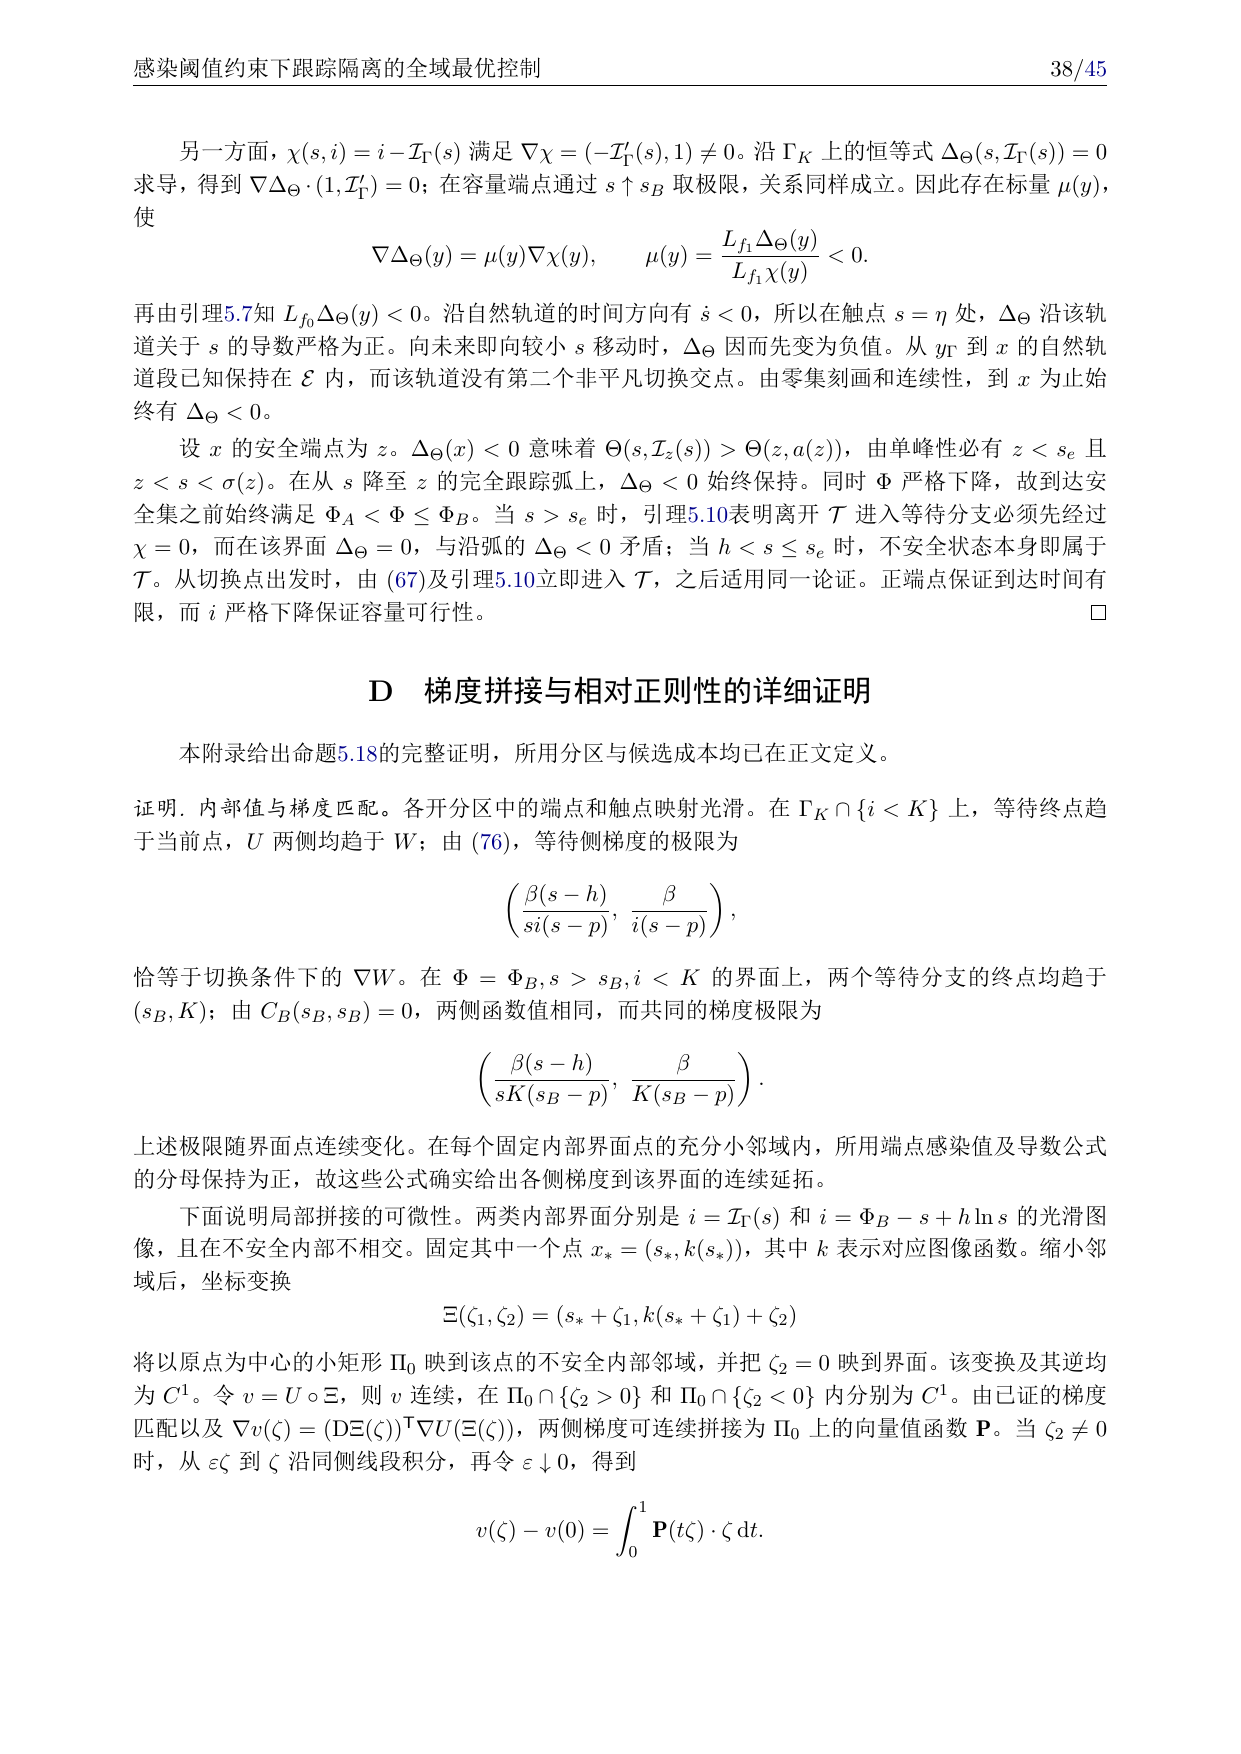 感染阈值约束下跟踪隔离的全域最优控制 38/45
另一方面，χ(s, i) = i − 𝓘_Γ(s) 满足 ∇χ = (−𝓘′_Γ(s), 1) ≠ 0。沿 Γ_K 上的恒等式 Δ_Θ(s, 𝓘_Γ(s)) = 0
求导，得到 ∇Δ_Θ · (1, 𝓘′_Γ) = 0；在容量端点通过 s ↑ s_B 取极限，关系同样成立。因此存在标量 μ(y)，
使
∇Δ_Θ(y) = μ(y)∇χ(y), μ(y) = \frac{L_{f_1}Δ_Θ(y)}{L_{f_1}χ(y)} < 0.
再由引理5.7知 L_{f_0}Δ_Θ(y) < 0。沿自然轨道的时间方向有 ṡ < 0，所以在触点 s = η 处，Δ_Θ 沿该轨
道关于 s 的导数严格为正。向未来即向较小 s 移动时，Δ_Θ 因而先变为负值。从 y_Γ 到 x 的自然轨
道段已知保持在 𝓔 内，而该轨道没有第二个非平凡切换交点。由零集刻画和连续性，到 x 为止始
终有 Δ_Θ < 0。
设 x 的安全端点为 z。Δ_Θ(x) < 0 意味着 Θ(s, 𝓘_z(s)) > Θ(z, a(z))，由单峰性必有 z < s_e 且
z < s < σ(z)。在从 s 降至 z 的完全跟踪弧上，Δ_Θ < 0 始终保持。同时 Φ 严格下降，故到达安
全集之前始终满足 Φ_A < Φ ≤ Φ_B。当 s > s_e 时，引理5.10表明离开 𝓣 进入等待分支必须先经过
χ = 0，而在该界面 Δ_Θ = 0，与沿弧的 Δ_Θ < 0 矛盾；当 h < s ≤ s_e 时，不安全状态本身即属于
𝓣。从切换点出发时，由 (67)及引理5.10立即进入 𝓣，之后适用同一论证。正端点保证到达时间有
限，而 i 严格下降保证容量可行性。 □
D 梯度拼接与相对正则性的详细证明
本附录给出命题5.18的完整证明，所用分区与候选成本均已在正文定义。
证明. 内部值与梯度匹配。各开分区中的端点和触点映射光滑。在 Γ_K ∩ {i < K} 上，等待终点趋
于当前点，U 两侧均趋于 W；由 (76)，等待侧梯度的极限为
\left( \frac{β(s − h)}{si(s − p)}, \frac{β}{i(s − p)} \right),
恰等于切换条件下的 ∇W。在 Φ = Φ_B, s > s_B, i < K 的界面上，两个等待分支的终点均趋于
(s_B, K)；由 C_B(s_B, s_B) = 0，两侧函数值相同，而共同的梯度极限为
\left( \frac{β(s − h)}{sK(s_B − p)}, \frac{β}{K(s_B − p)} \right).
上述极限随界面点连续变化。在每个固定内部界面点的充分小邻域内，所用端点感染值及导数公式
的分母保持为正，故这些公式确实给出各侧梯度到该界面的连续延拓。
下面说明局部拼接的可微性。两类内部界面分别是 i = 𝓘_Γ(s) 和 i = Φ_B − s + h ln s 的光滑图
像，且在不安全内部不相交。固定其中一个点 x_* = (s_*, k(s_*))，其中 k 表示对应图像函数。缩小邻
域后，坐标变换
Ξ(ζ_1, ζ_2) = (s_* + ζ_1, k(s_* + ζ_1) + ζ_2)
将以原点为中心的小矩形 Π_0 映到该点的不安全内部邻域，并把 ζ_2 = 0 映到界面。该变换及其逆均
为 C^1。令 v = U ∘ Ξ，则 v 连续，在 Π_0 ∩ {ζ_2 > 0} 和 Π_0 ∩ {ζ_2 < 0} 内分别为 C^1。由已证的梯度
匹配以及 ∇v(ζ) = (DΞ(ζ))^T∇U(Ξ(ζ))，两侧梯度可连续拼接为 Π_0 上的向量值函数 𝐏。当 ζ_2 ≠ 0
时，从 εζ 到 ζ 沿同侧线段积分，再令 ε ↓ 0，得到
v(ζ) − v(0) = \int_0^1 𝐏(tζ) · ζ dt.